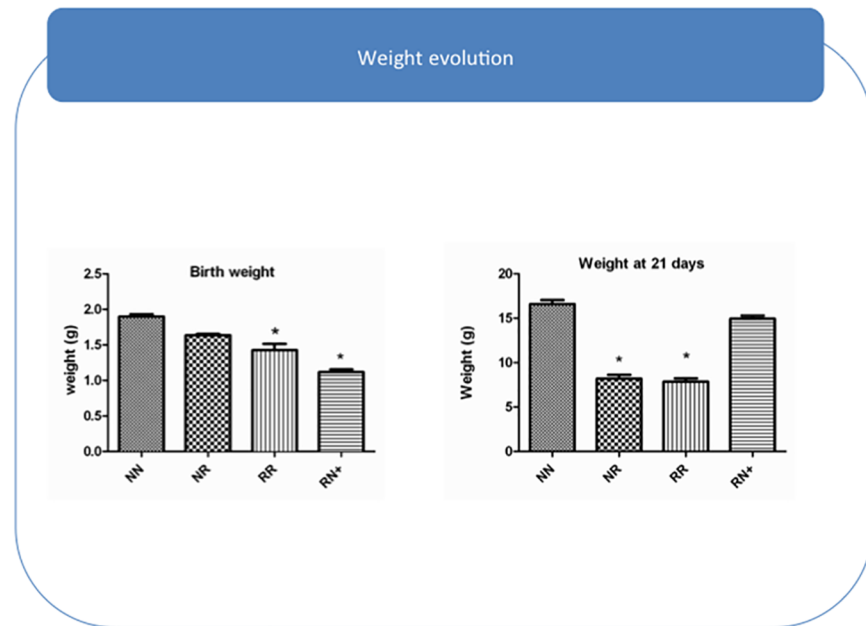 Weight evolution
Birth weight
weight (g)
2.5
2.0
1.5
1.0
0.5
0.0
*
*
NN
NR
RR
RN+
Weight at 21 days
Weight (g)
20
15
10
5
0
*
*
NN
NR
RR
RN+